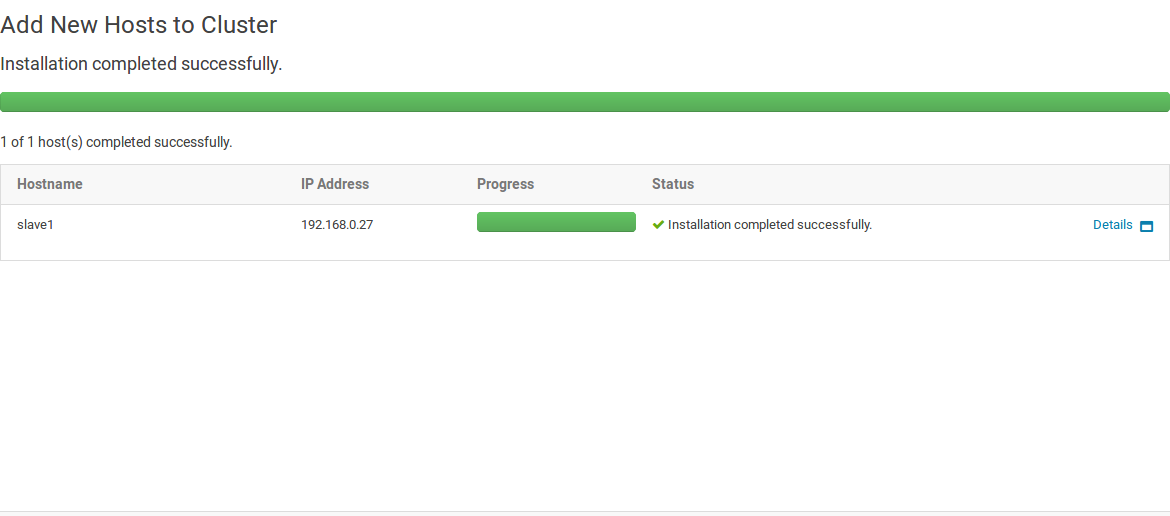 Add New Hosts to Cluster
Installation completed successfully.
1 of 1 host(s) completed successfully.
Hostname IP Address Progress Status
slave1 192.168.0.27 Installation completed successfully. Details